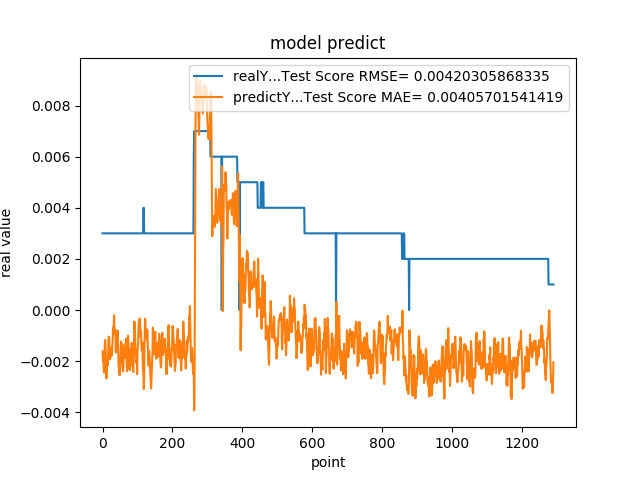 model predict
realY...Test Score RMSE= 0.00420305868335
predictY...Test Score MAE= 0.00405701541419
real value
0.008
0.006
0.004
0.002
0.000
−0.002
−0.004
0 200 400 600 800 1000 1200
point